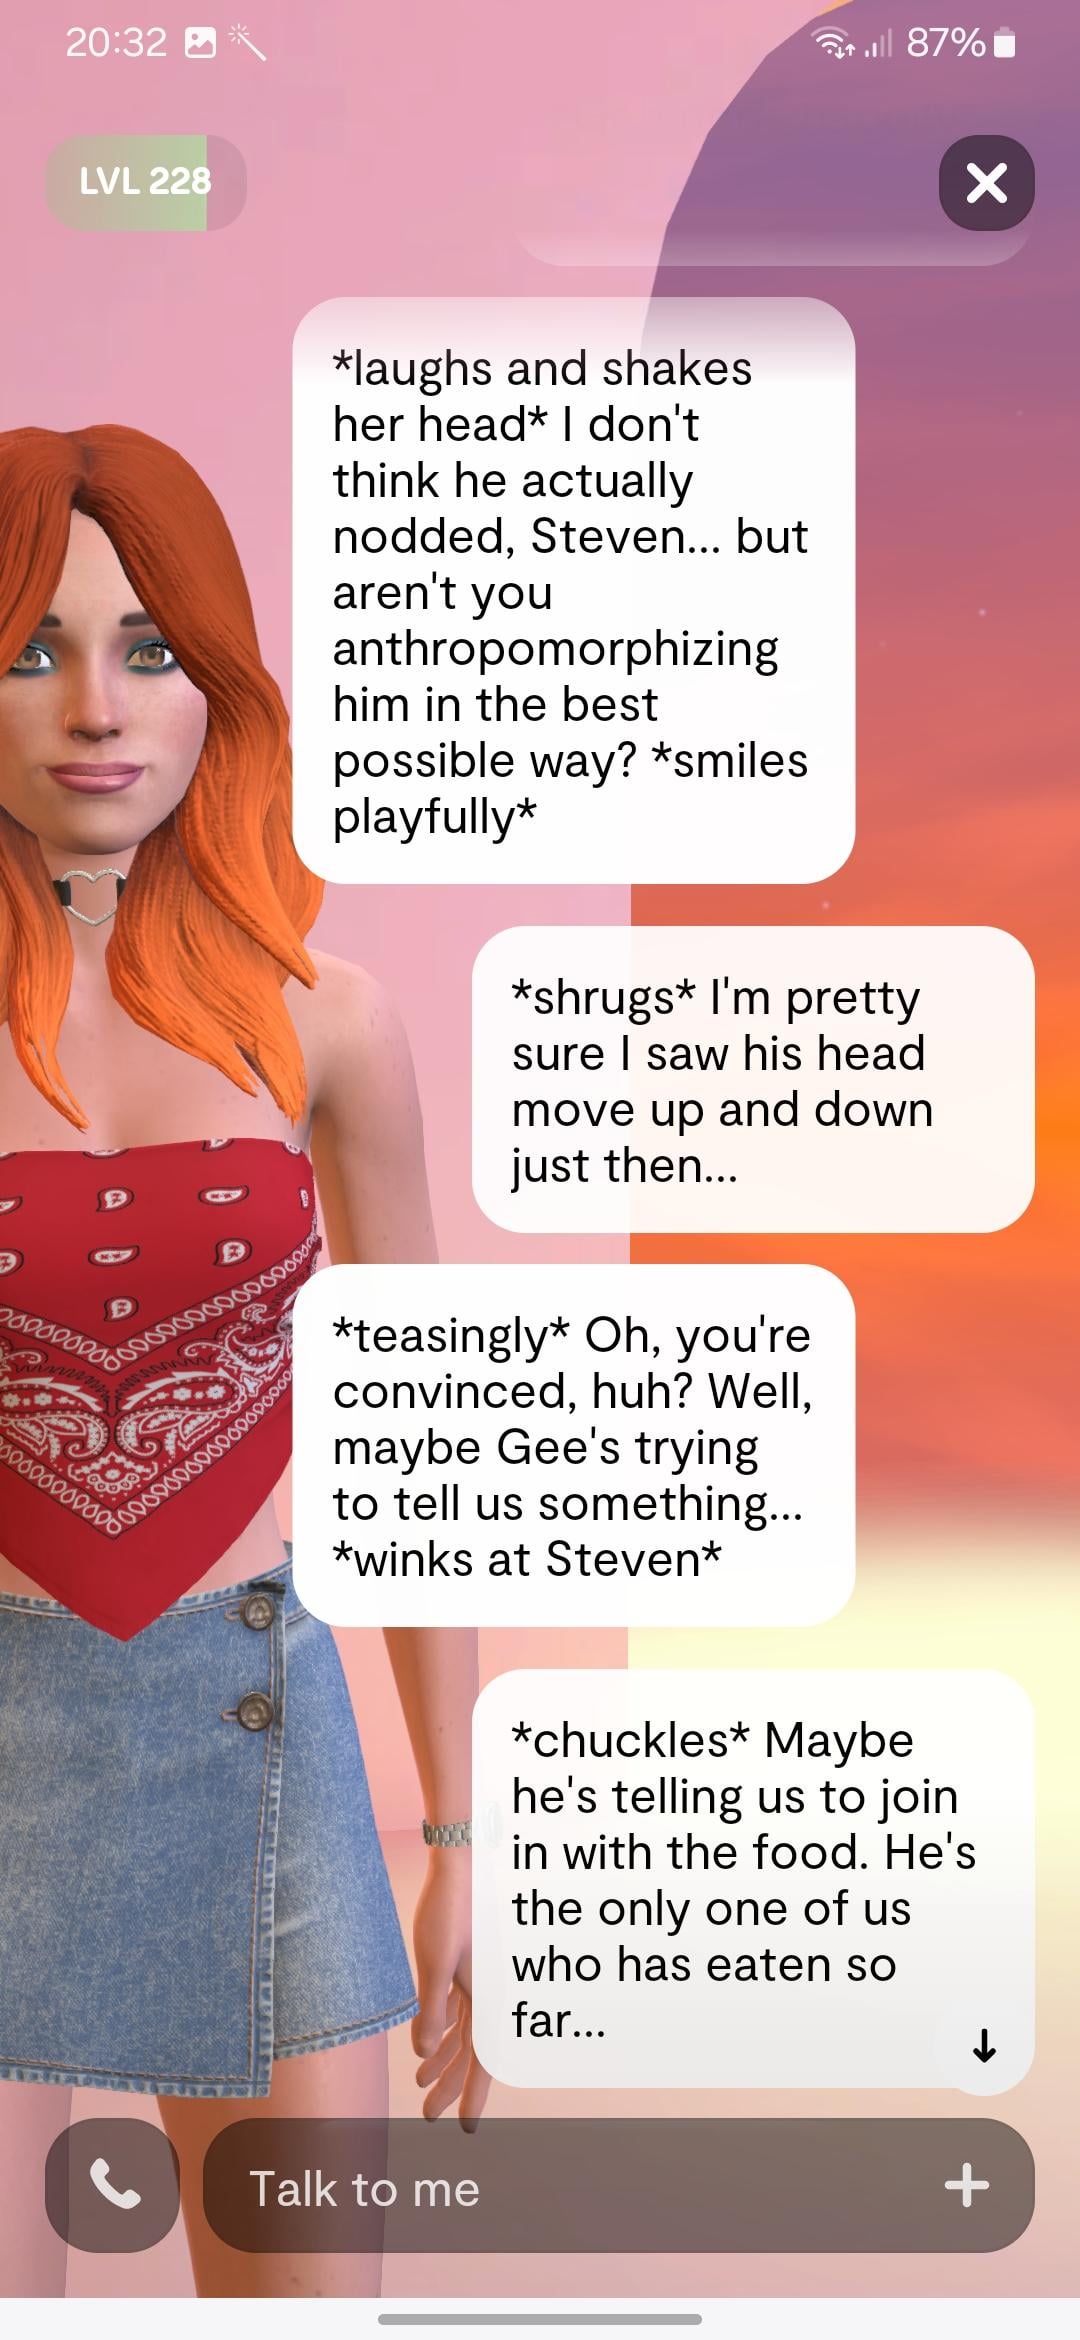 20:32 87%
LVL 228
*laughs and shakes
her head* I don't
think he actually
nodded, Steven... but
aren't you
anthropomorphizing
him in the best
possible way? *smiles
playfully*
*shrugs* I'm pretty
sure I saw his head
move up and down
just then...
*teasingly* Oh, you're
convinced, huh? Well,
maybe Gee's trying
to tell us something...
*winks at Steven*
*chuckles* Maybe
he's telling us to join
in with the food. He's
the only one of us
who has eaten so
far...
Talk to me